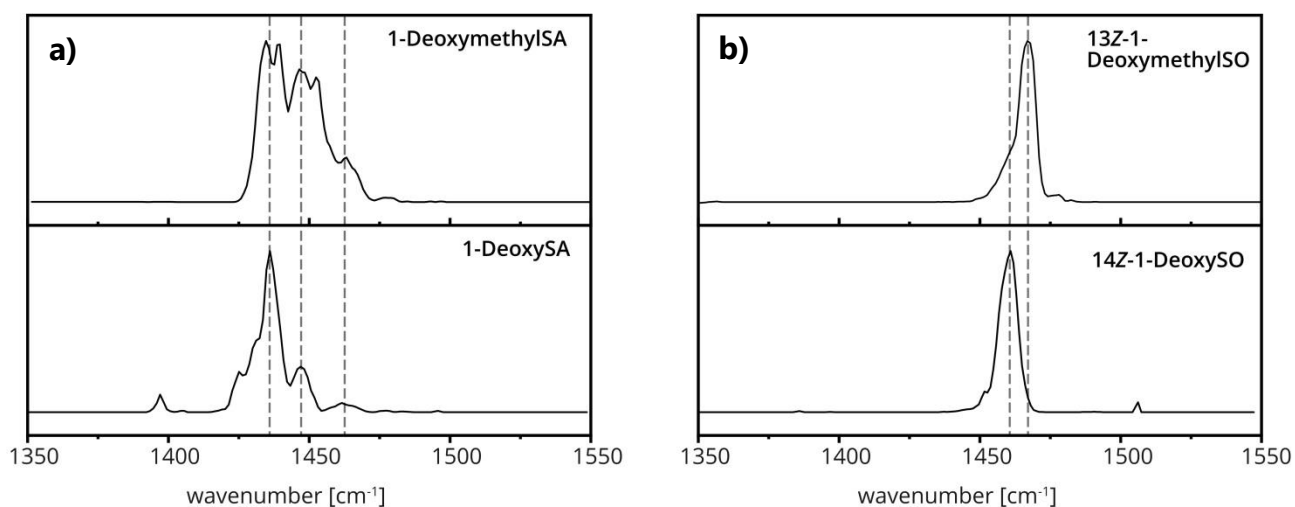 a)
1-DeoxymethylSA
1-DeoxySA
1350 1400 1450 1500 1550
wavenumber [cm⁻¹]
b)
13Z-1-
DeoxymethylSO
14Z-1-DeoxySO
1350 1400 1450 1500 1550
wavenumber [cm⁻¹]